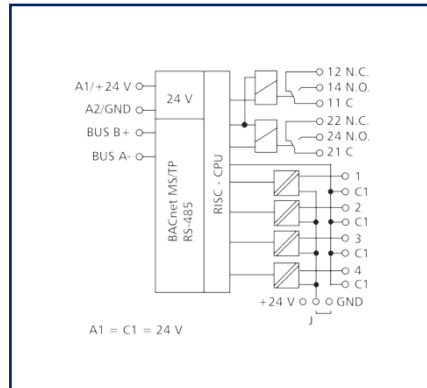 A1/+24 V
A2/GND
BUS B+
BUS A-
24 V
BACnet MS/TP
RS-485
RISC - CPU
12 N.C.
14 N.O.
11 C
22 N.C.
24 N.O.
21 C
1
C1
2
C1
3
C1
4
C1
+24 V
GND
J
A1 = C1 = 24 V